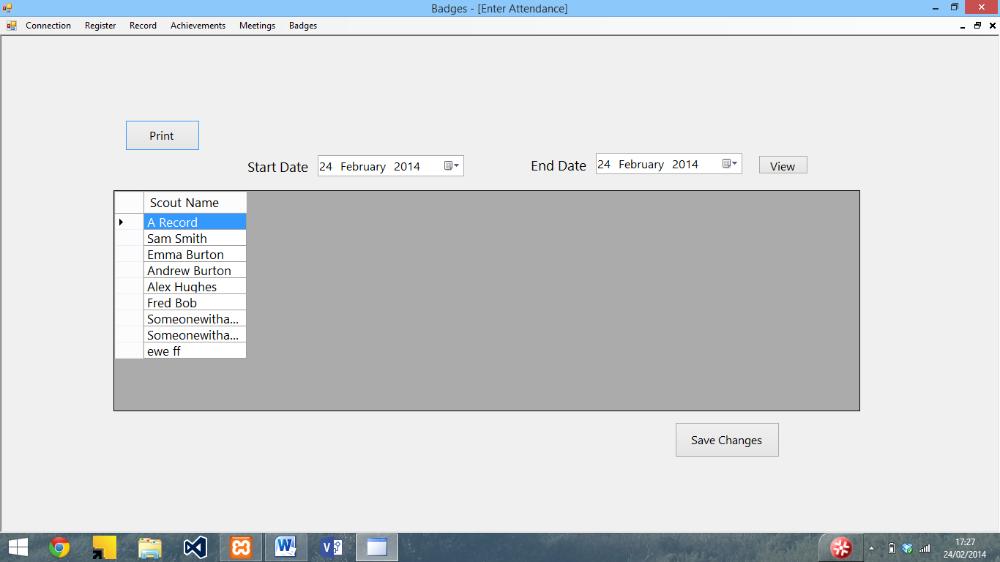 Badges - [Enter Attendance]
Connection Register Record Achievements Meetings Badges
Print
Start Date 24 February 2014 End Date 24 February 2014 View
Scout Name
A Record
Sam Smith
Emma Burton
Andrew Burton
Alex Hughes
Fred Bob
Someonewitha...
Someonewitha...
ewe ff
Save Changes
17:27
24/02/2014